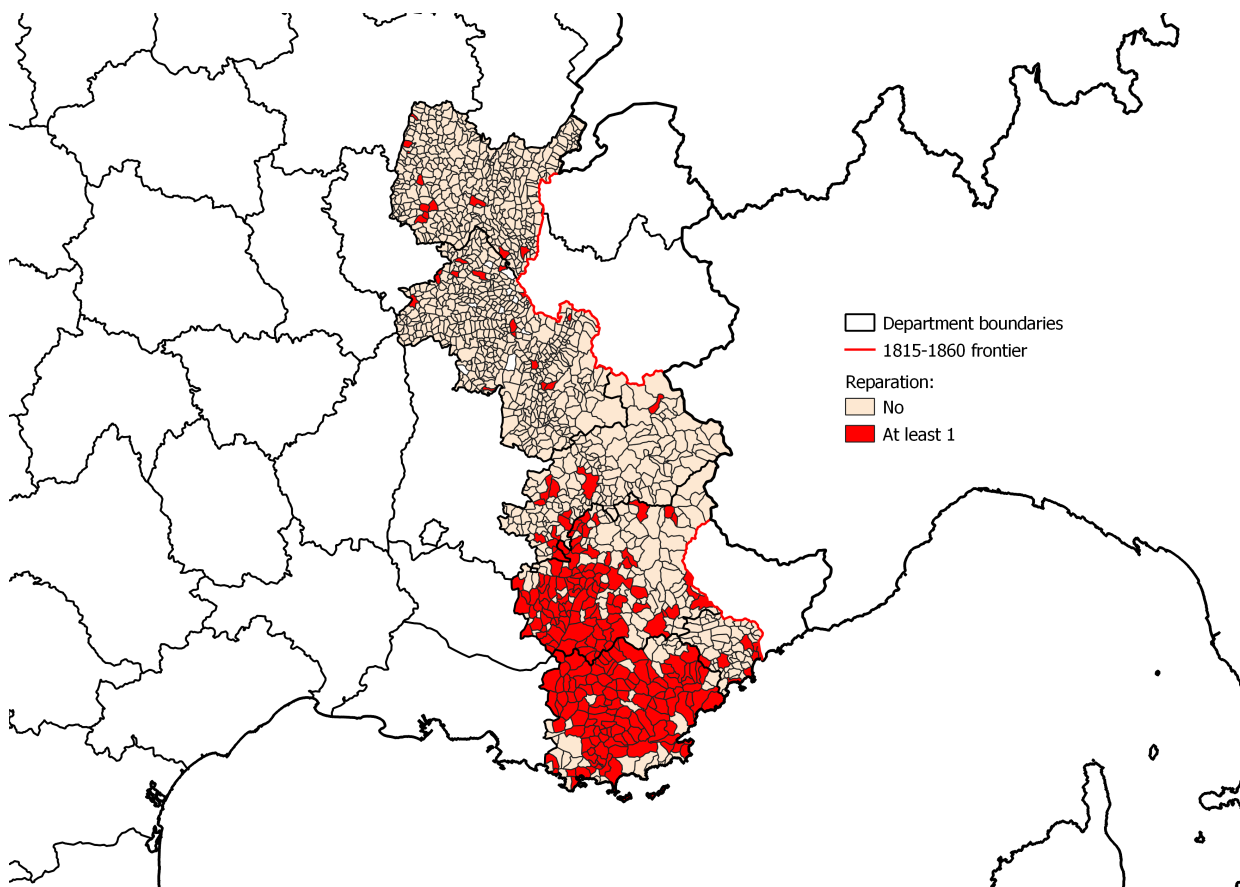 Department boundaries
1815-1860 frontier
Reparation:
No
At least 1